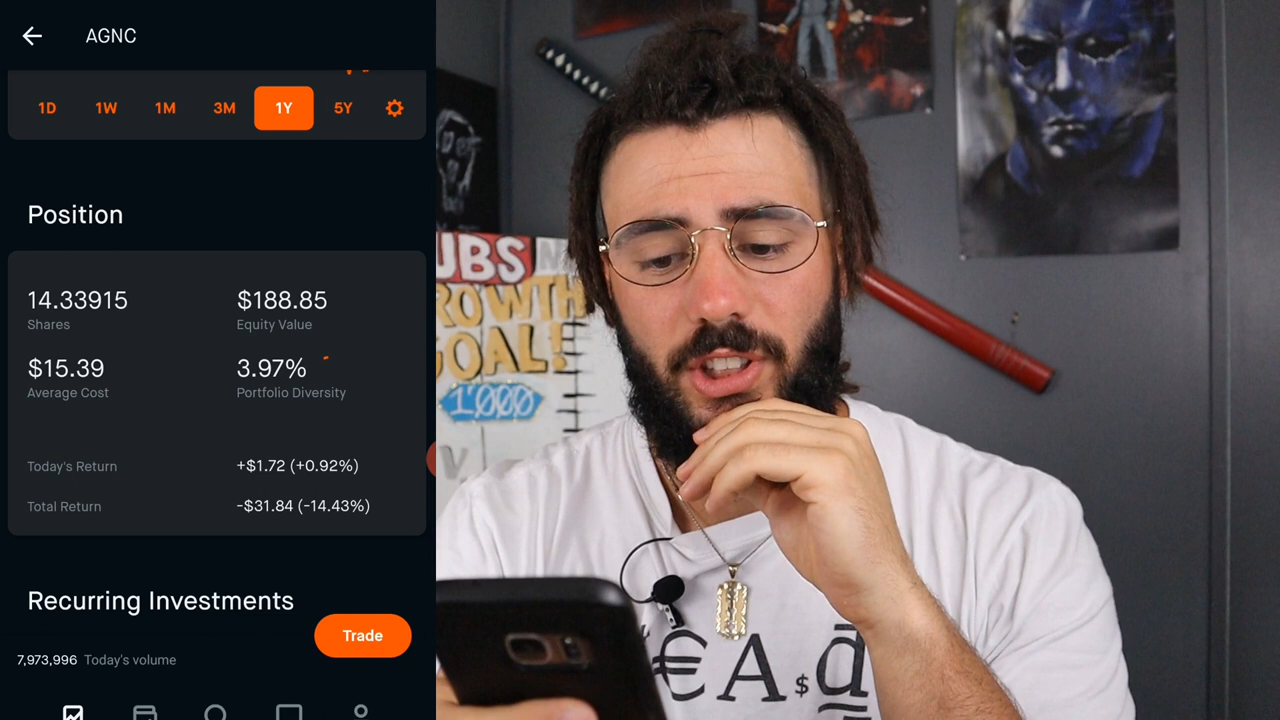 AGNC
1D 1W 1M 3M 1Y 5Y
Position
14.33915 $188.85
Shares Equity Value
$15.39 3.97%
Average Cost Portfolio Diversity
Today's Return +$1.72 (+0.92%)
Total Return -$31.84 (-14.43%)
Recurring Investments
Trade
7,973,996 Today's volume
UBS
ROWTH
GOAL!
1'000
€A$d